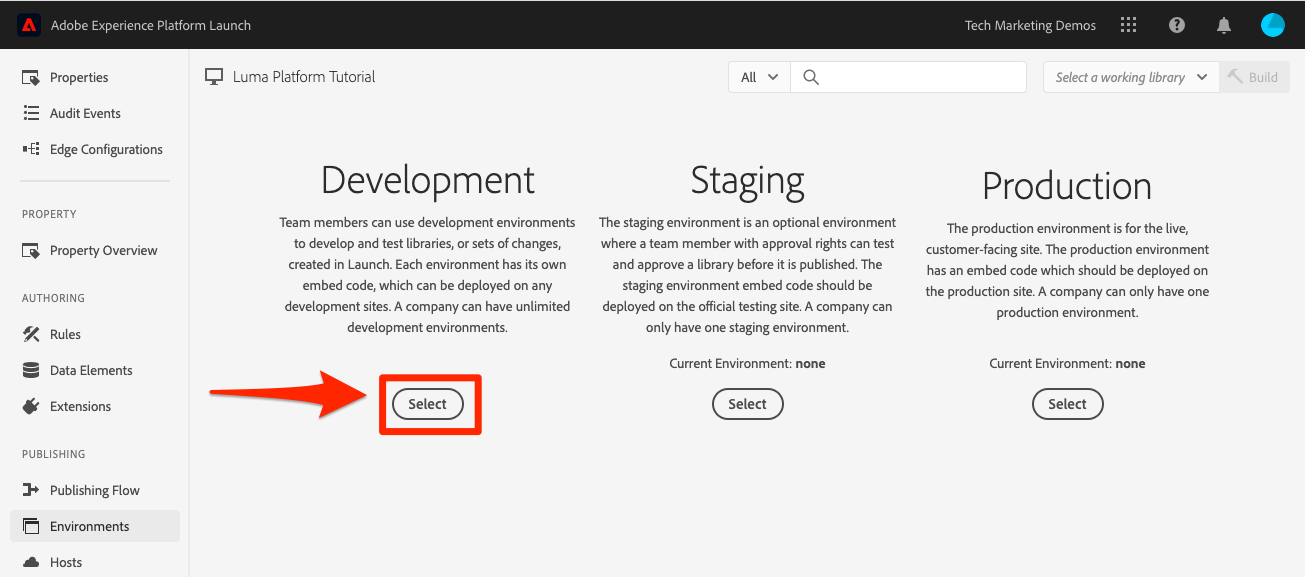 Adobe Experience Platform Launch
Tech Marketing Demos
Properties
Audit Events
Edge Configurations
PROPERTY
Property Overview
AUTHORING
Rules
Data Elements
Extensions
PUBLISHING
Publishing Flow
Environments
Hosts
Luma Platform Tutorial
All
Select a working library
Build
Development
Team members can use development environments
to develop and test libraries, or sets of changes,
created in Launch. Each environment has its own
embed code, which can be deployed on any
development sites. A company can have unlimited
development environments.
Select
Staging
The staging environment is an optional environment
where a team member with approval rights can test
and approve a library before it is published. The
staging environment embed code should be
deployed on the official testing site. A company can
only have one staging environment.
Current Environment: none
Select
Production
The production environment is for the live,
customer-facing site. The production environment
has an embed code which should be deployed on
the production site. A company can only have one
production environment.
Current Environment: none
Select